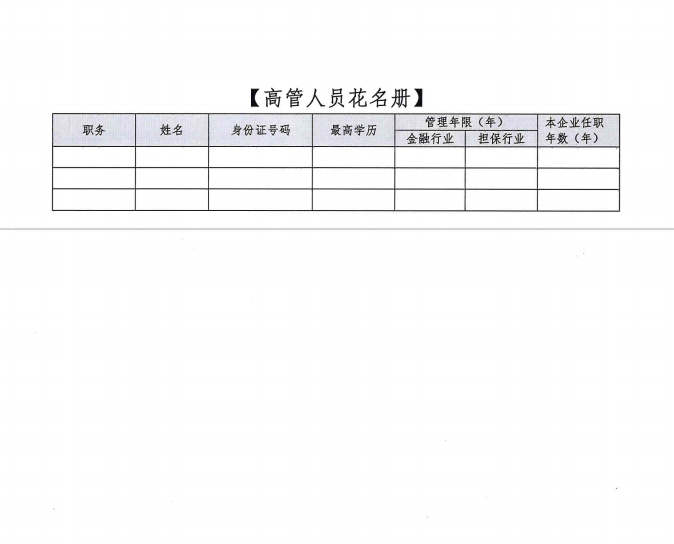 【高管人员花名册】
职务 姓名 身份证号码 最高学历 管理年限（年） 本企业任职年数（年）
金融行业 担保行业